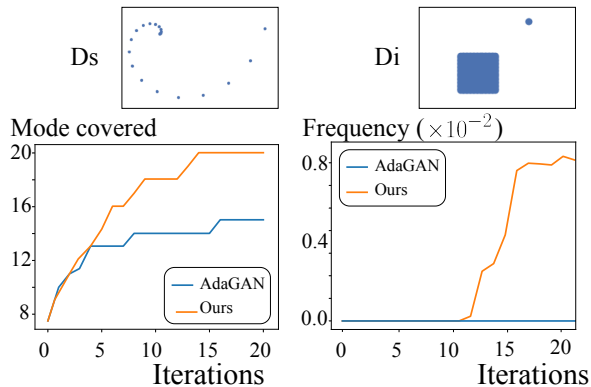 Ds
Di
Mode covered
20
16
12
8
AdaGAN
Ours
0
5
10
15
20
Iterations
Frequency (×10⁻²)
0.8
0.4
0.0
AdaGAN
Ours
0
5
10
15
20
Iterations